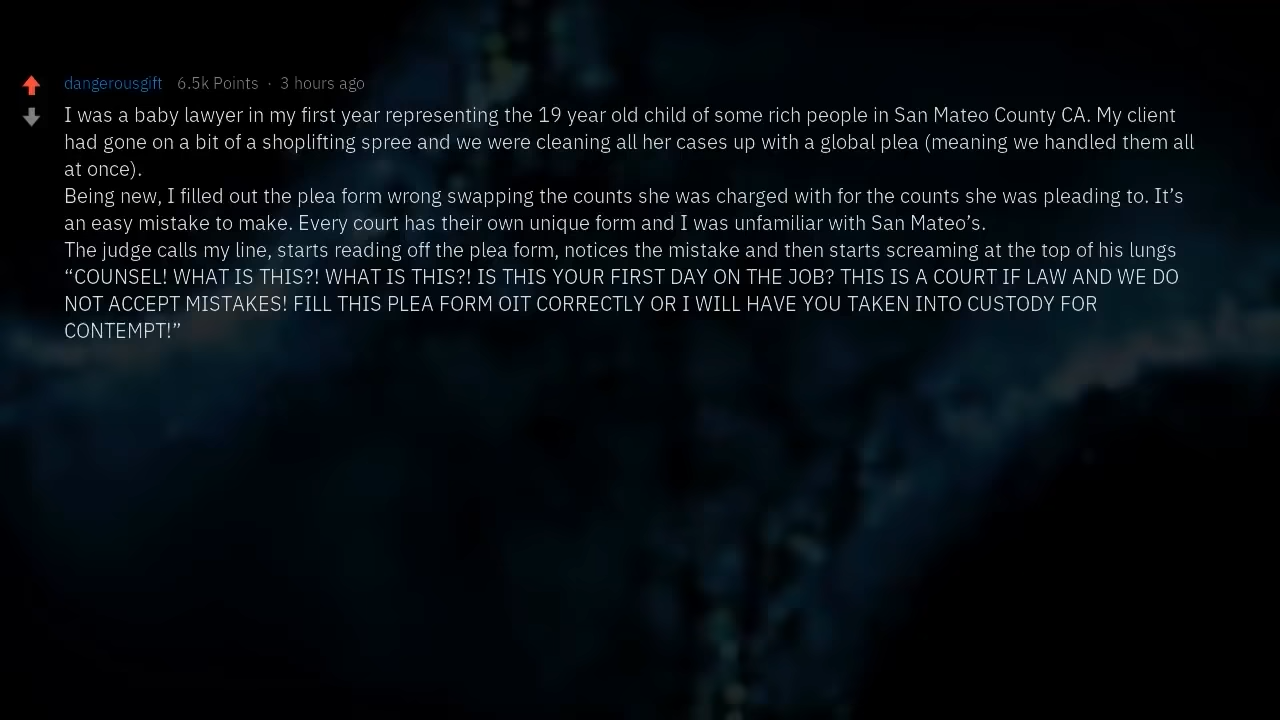 dangerousgift 6.5k Points · 3 hours ago
I was a baby lawyer in my first year representing the 19 year old child of some rich people in San Mateo County CA. My client
had gone on a bit of a shoplifting spree and we were cleaning all her cases up with a global plea (meaning we handled them all
at once).
Being new, I filled out the plea form wrong swapping the counts she was charged with for the counts she was pleading to. It’s
an easy mistake to make. Every court has their own unique form and I was unfamiliar with San Mateo’s.
The judge calls my line, starts reading off the plea form, notices the mistake and then starts screaming at the top of his lungs
“COUNSEL! WHAT IS THIS?! WHAT IS THIS?! IS THIS YOUR FIRST DAY ON THE JOB? THIS IS A COURT IF LAW AND WE DO
NOT ACCEPT MISTAKES! FILL THIS PLEA FORM OIT CORRECTLY OR I WILL HAVE YOU TAKEN INTO CUSTODY FOR
CONTEMPT!”